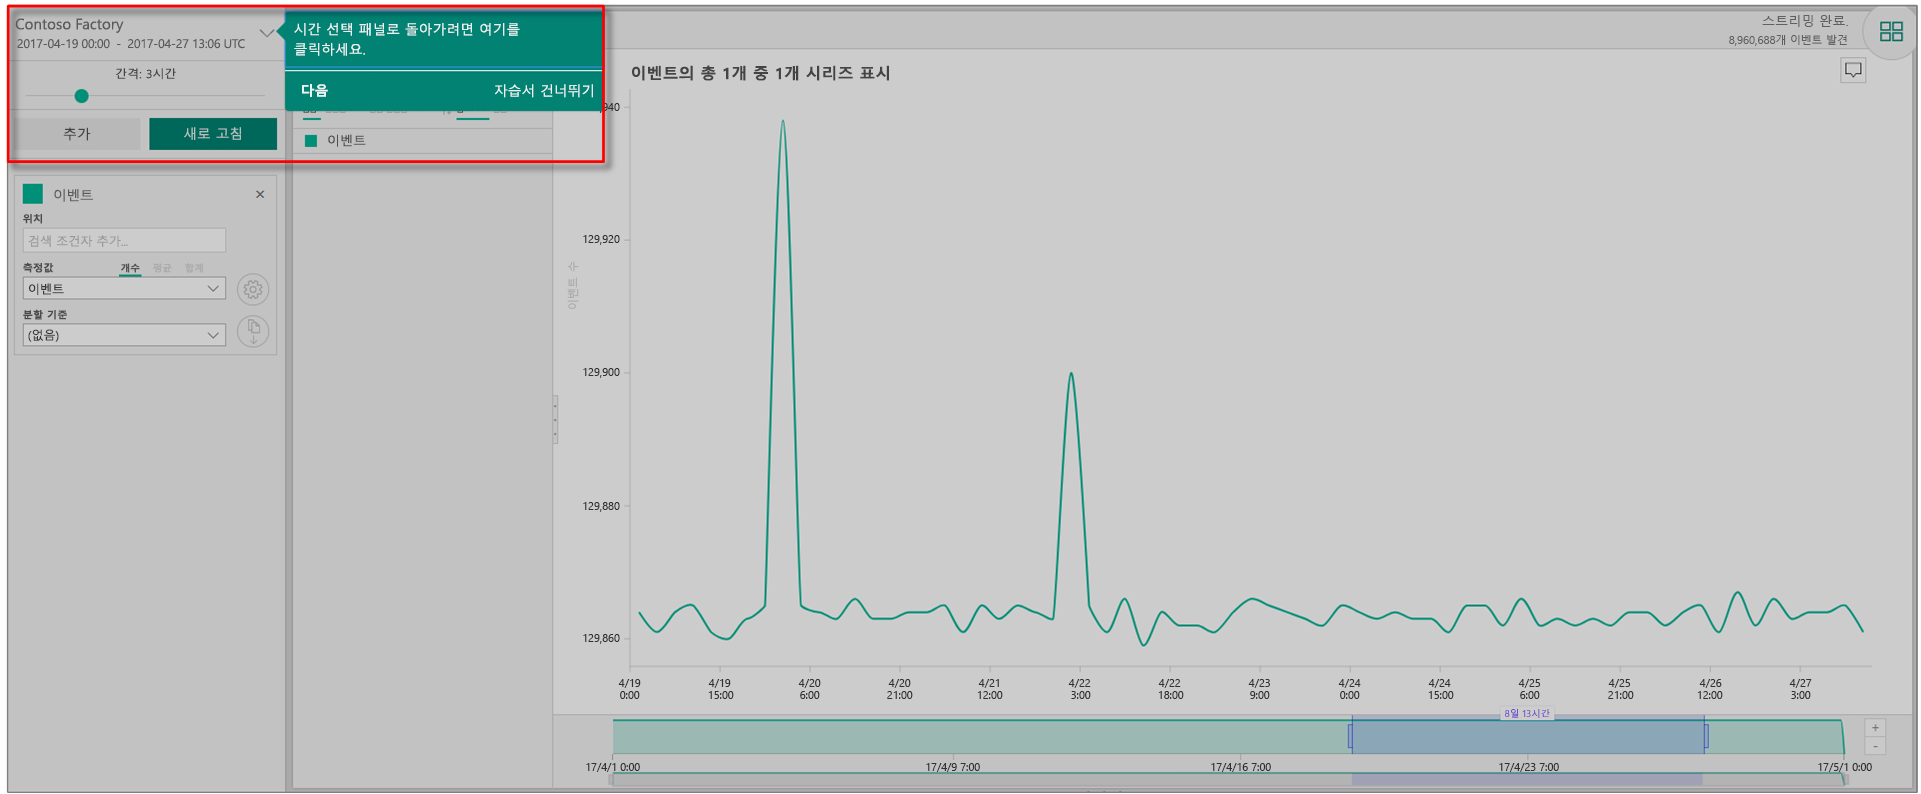 Contoso Factory
2017-04-19 00:00 - 2017-04-27 13:06 UTC
간격: 3시간
추가
새로 고침
시간 선택 패널로 돌아가려면 여기를
클릭하세요.
다음
자습서 건너뛰기
이벤트
이벤트
위치
검색 조건자 추가...
측정값
개수
평균
합계
이벤트
분할 기준
(없음)
스트리밍 완료.
8,960,688개 이벤트 발견
이벤트의 총 1개 중 1개 시리즈 표시
940
129,920
129,900
129,880
129,860
이벤트 수
4/19 0:00
4/19 15:00
4/20 6:00
4/20 21:00
4/21 12:00
4/22 3:00
4/22 18:00
4/23 9:00
4/24 0:00
4/24 15:00
4/25 6:00
4/25 21:00
4/26 12:00
4/27 3:00
8일 13시간
+
-
17/4/1 0:00
17/4/9 7:00
17/4/16 7:00
17/4/23 7:00
17/5/1 0:00